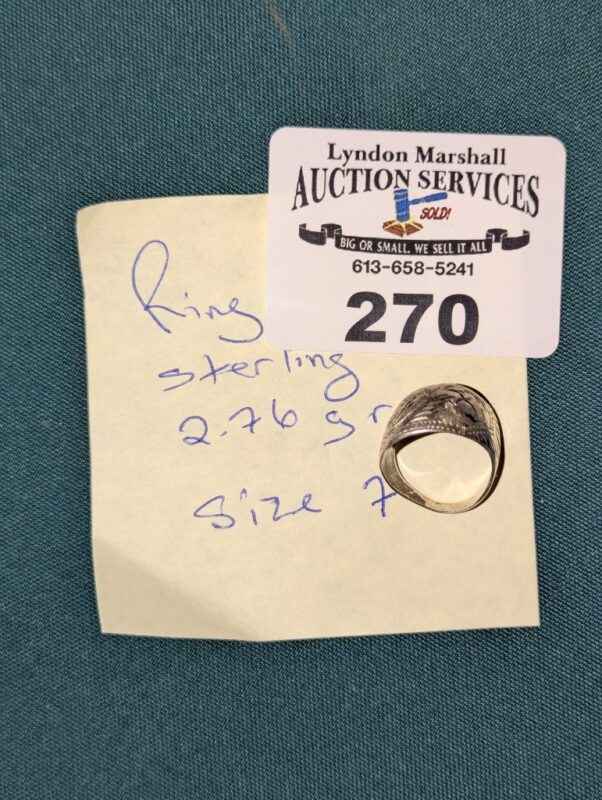 Lyndon Marshall
AUCTION SERVICES
SOLD!
BIG OR SMALL, WE SELL IT ALL
613-658-5241
270
Ring
sterling
2.76 gr
size 7